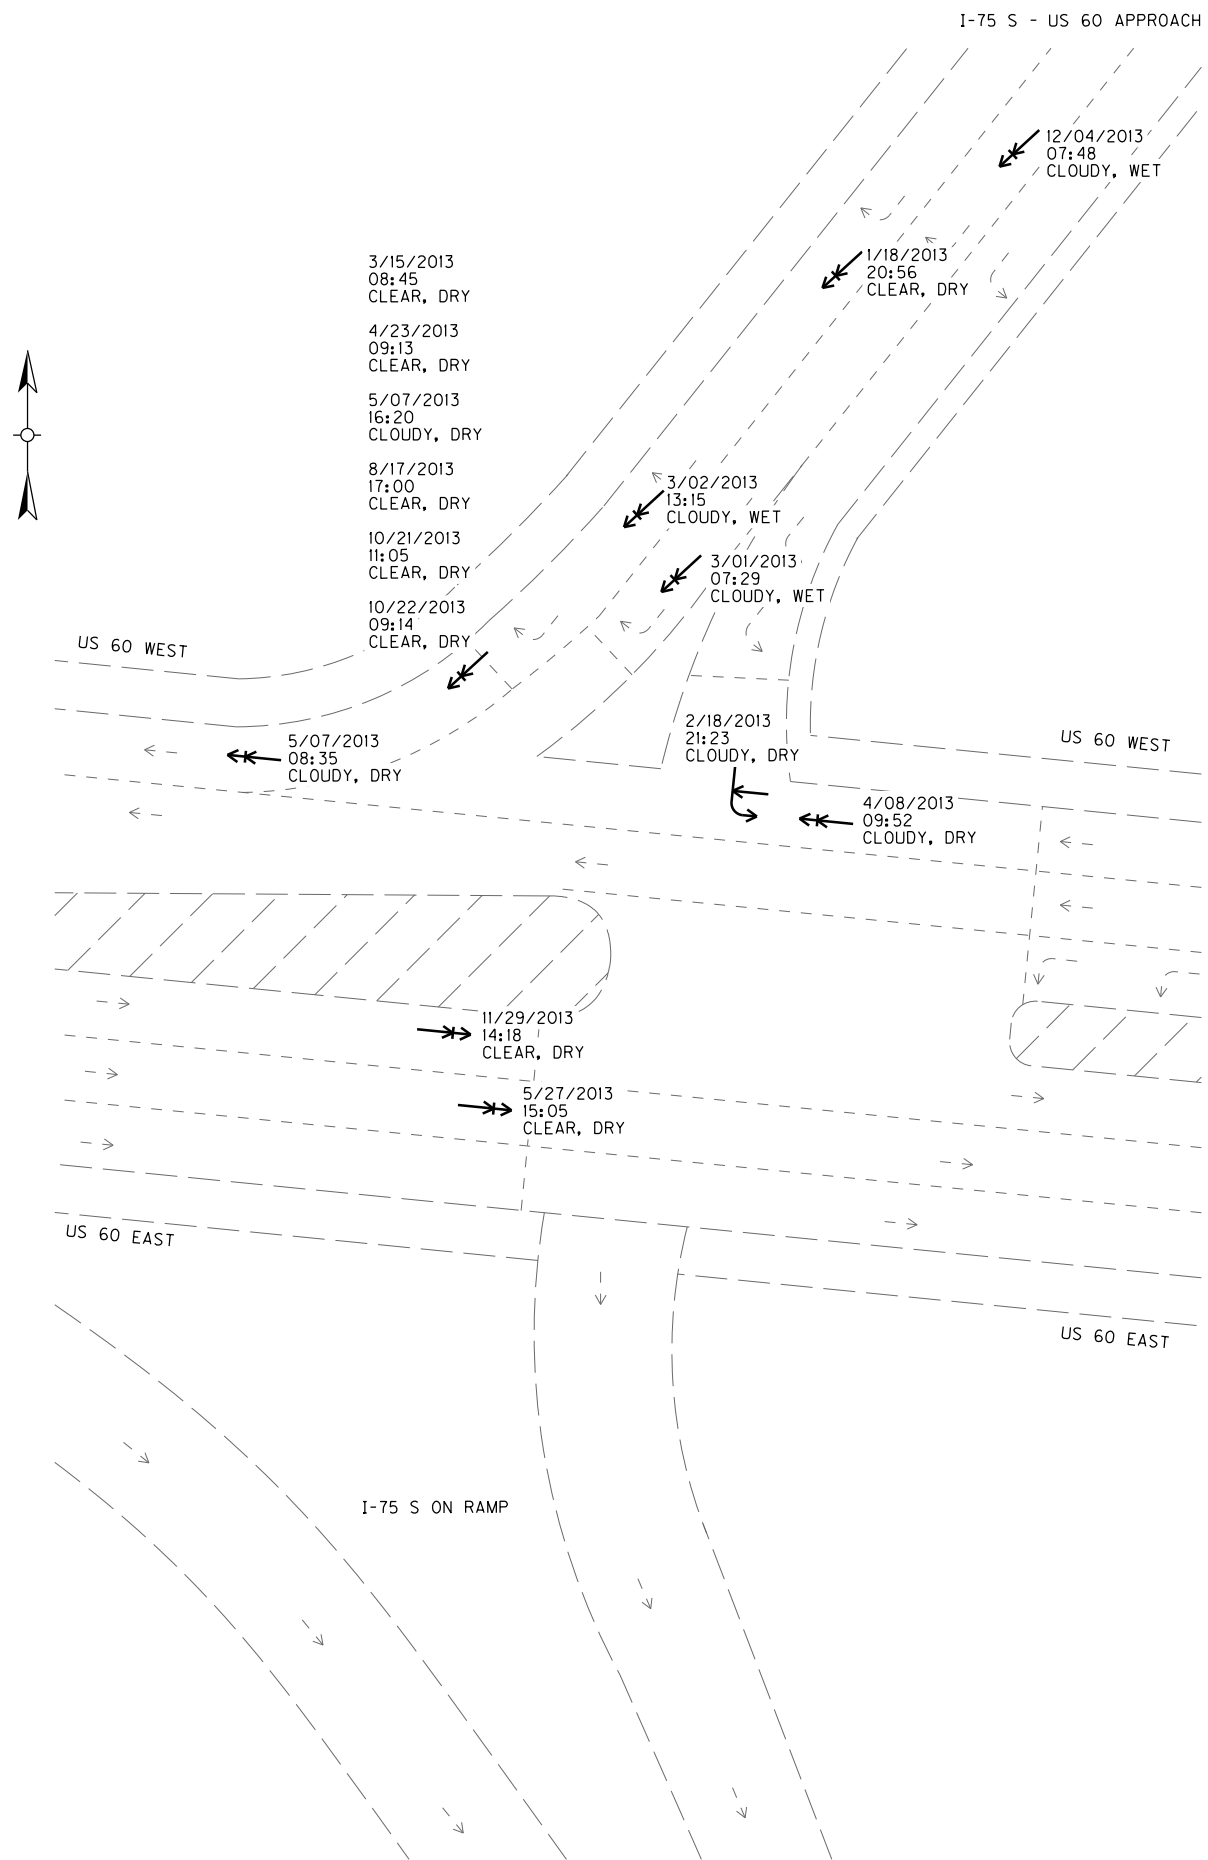 I-75 S - US 60 APPROACH
12/04/2013
07:48
CLOUDY, WET
1/18/2013
20:56
CLEAR, DRY
3/15/2013
08:45
CLEAR, DRY
4/23/2013
09:13
CLEAR, DRY
5/07/2013
16:20
CLOUDY, DRY
8/17/2013
17:00
CLEAR, DRY
10/21/2013
11:05
CLEAR, DRY
10/22/2013
09:14
CLEAR, DRY
3/02/2013
13:15
CLOUDY, WET
3/01/2013
07:29
CLOUDY, WET
US 60 WEST
5/07/2013
08:35
CLOUDY, DRY
2/18/2013
21:23
CLOUDY, DRY
US 60 WEST
4/08/2013
09:52
CLOUDY, DRY
11/29/2013
14:18
CLEAR, DRY
5/27/2013
15:05
CLEAR, DRY
US 60 EAST
US 60 EAST
I-75 S ON RAMP